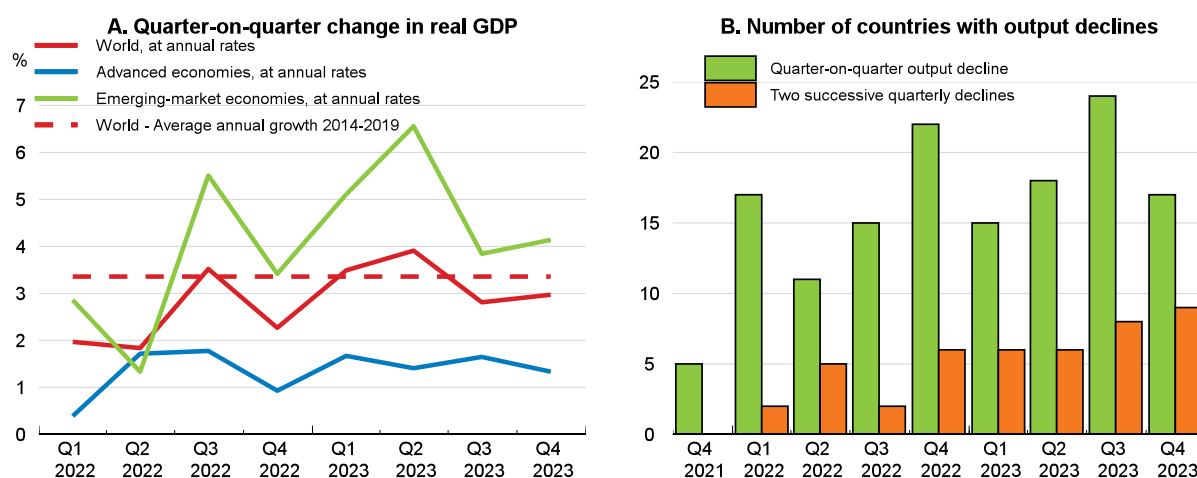 A. Quarter-on-quarter change in real GDP
%
World, at annual rates
Advanced economies, at annual rates
Emerging-market economies, at annual rates
World - Average annual growth 2014-2019
7
6
5
4
3
2
1
0
Q1 Q2 Q3 Q4 Q1 Q2 Q3 Q4
2022 2022 2022 2022 2023 2023 2023 2023
B. Number of countries with output declines
Quarter-on-quarter output decline
Two successive quarterly declines
25
20
15
10
5
0
Q4 Q1 Q2 Q3 Q4 Q1 Q2 Q3 Q4
2021 2022 2022 2022 2022 2023 2023 2023 2023